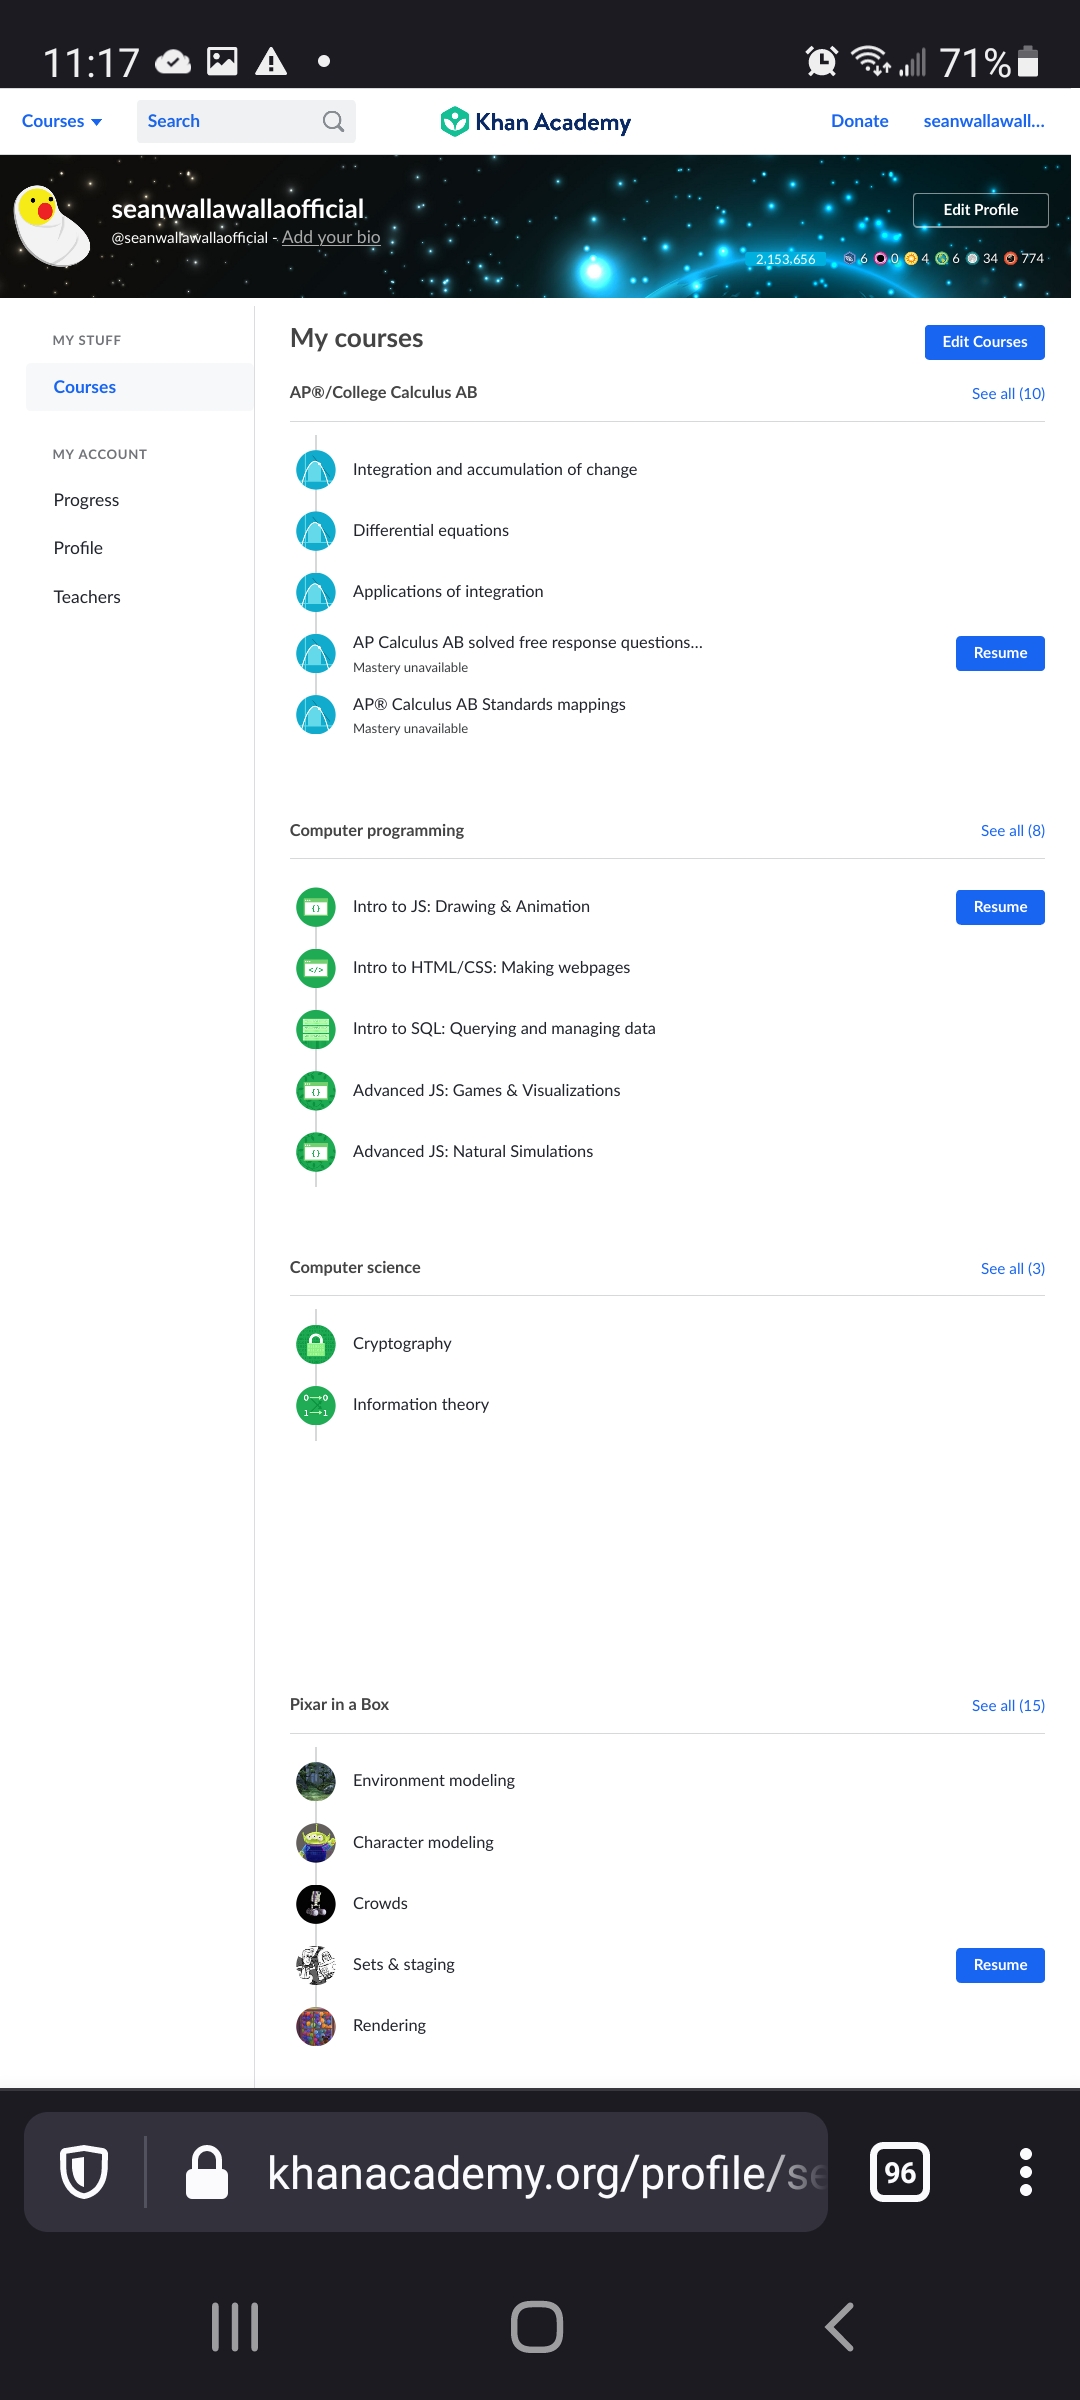 11:17
71%
Courses
Search
Khan Academy
Donate
seanwallawall...
seanwallawallaofficial
@seanwallawallaofficial - Add your bio
Edit Profile
2,153,656
6 0 4 6 34 774
MY STUFF
Courses
MY ACCOUNT
Progress
Profile
Teachers
My courses
Edit Courses
AP®/College Calculus AB
See all (10)
Integration and accumulation of change
Differential equations
Applications of integration
AP Calculus AB solved free response questions...
Mastery unavailable
Resume
AP® Calculus AB Standards mappings
Mastery unavailable
Computer programming
See all (8)
Intro to JS: Drawing & Animation
Resume
Intro to HTML/CSS: Making webpages
Intro to SQL: Querying and managing data
Advanced JS: Games & Visualizations
Advanced JS: Natural Simulations
Computer science
See all (3)
Cryptography
Information theory
Pixar in a Box
See all (15)
Environment modeling
Character modeling
Crowds
Sets & staging
Resume
Rendering
khanacademy.org/profile/se
96